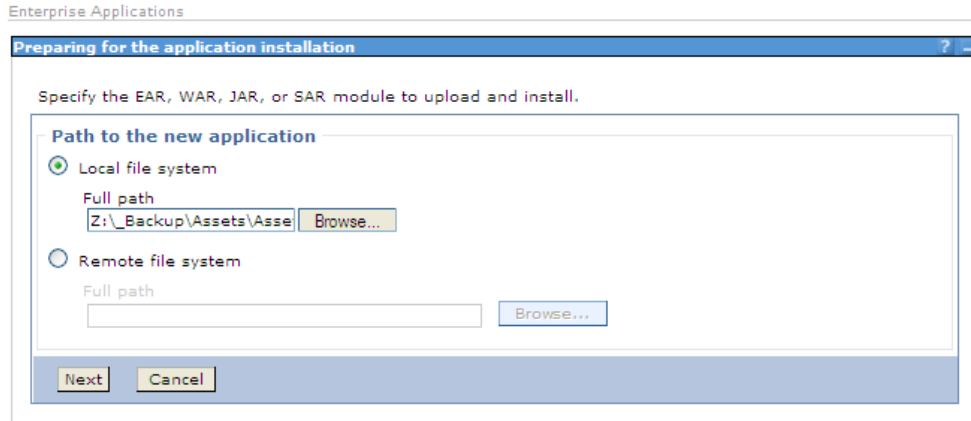 Enterprise Applications
Preparing for the application installation ? –
Specify the EAR, WAR, JAR, or SAR module to upload and install.
Path to the new application
Local file system
Full path
Z:\_Backup\Assets\Asse Browse...
Remote file system
Full path
Browse...
Next Cancel